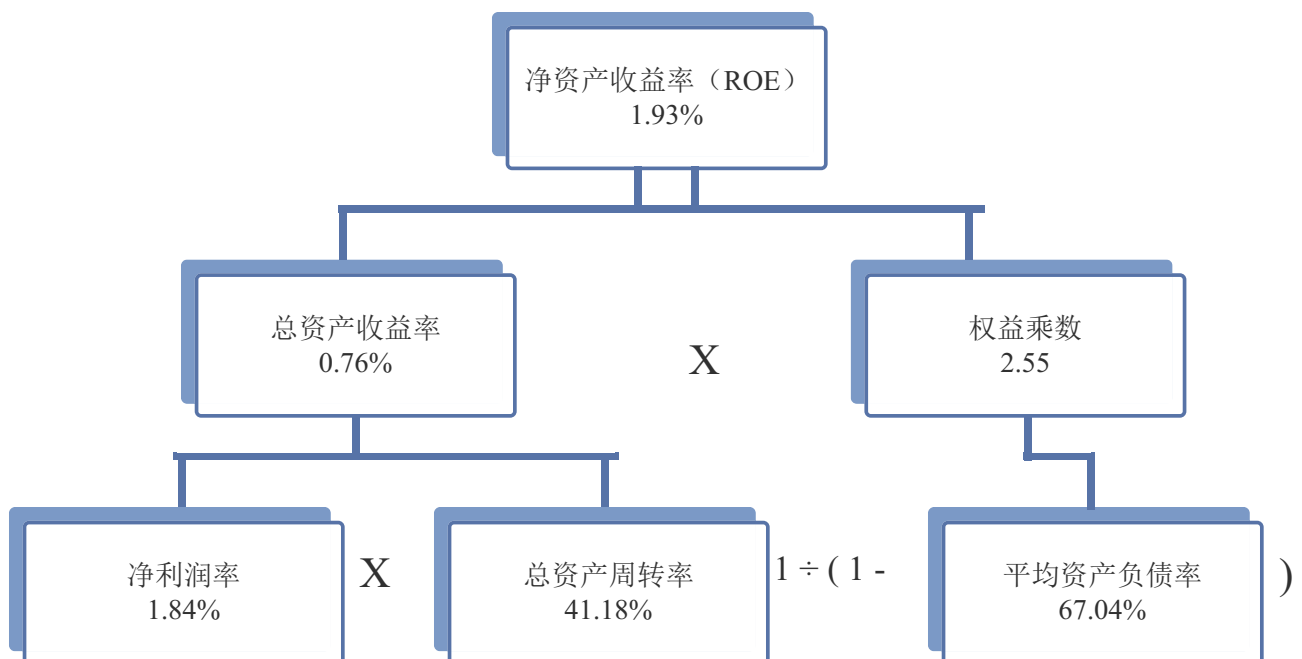 净资产收益率（ROE）
1.93%
总资产收益率
0.76%
X
权益乘数
2.55
净利润率
1.84%
X
总资产周转率
41.18%
1 ÷ ( 1 -
平均资产负债率
67.04%
)